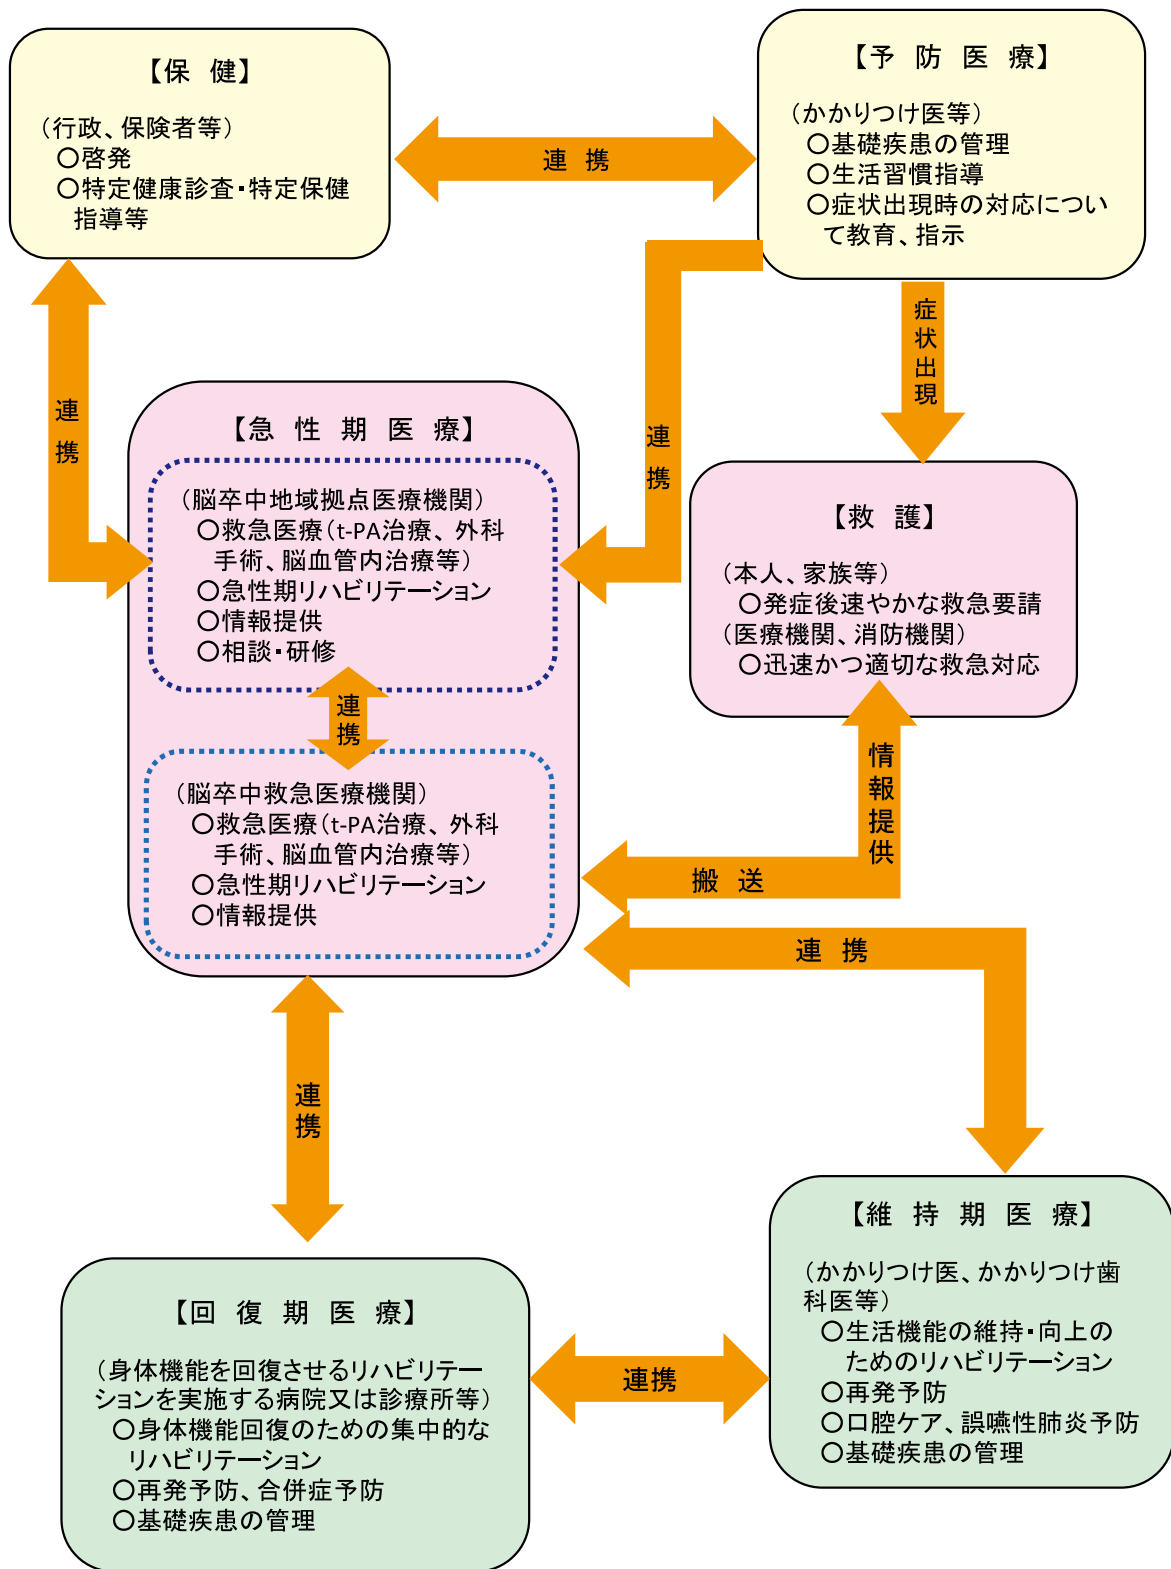 【保 健】
（行政、保険者等）
○啓発
○特定健康診査・特定保健
指導等
連 携
【予 防 医 療】
（かかりつけ医等）
○基礎疾患の管理
○生活習慣指導
○症状出現時の対応につい
て教育、指示
連携
連携
症状出現
【急 性 期 医 療】
（脳卒中地域拠点医療機関）
○救急医療（t-PA治療、外科
手術、脳血管内治療等）
○急性期リハビリテーション
○情報提供
○相談・研修
連携
（脳卒中救急医療機関）
○救急医療（t-PA治療、外科
手術、脳血管内治療等）
○急性期リハビリテーション
○情報提供
【救 護】
（本人、家族等）
○発症後速やかな救急要請
（医療機関、消防機関）
○迅速かつ適切な救急対応
情報提供
搬 送
連 携
連携
【回 復 期 医 療】
（身体機能を回復させるリハビリテー
ションを実施する病院又は診療所等）
○身体機能回復のための集中的な
リハビリテーション
○再発予防、合併症予防
○基礎疾患の管理
連携
【維 持 期 医 療】
（かかりつけ医、かかりつけ歯
科医等）
○生活機能の維持・向上の
ためのリハビリテーション
○再発予防
○口腔ケア、誤嚥性肺炎予防
○基礎疾患の管理